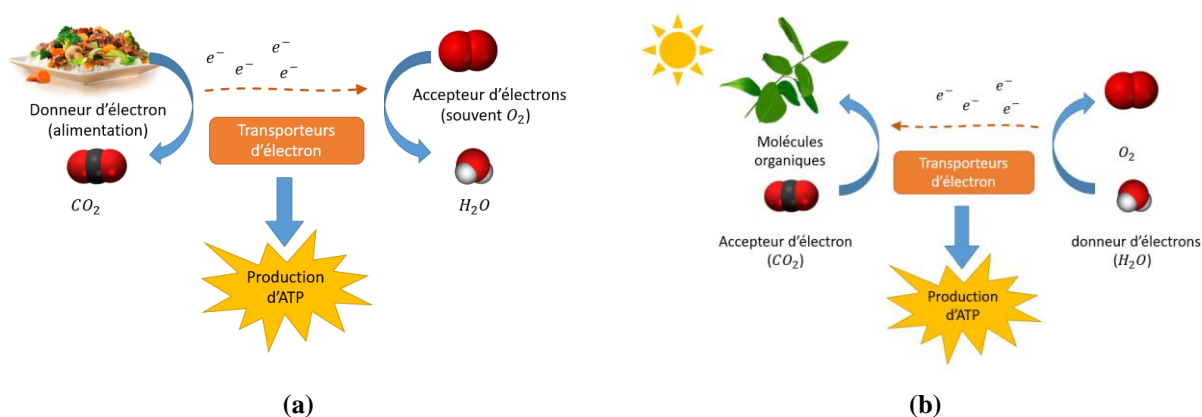 e⁻
e⁻
e⁻
e⁻
Donneur d'électron
(alimentation)
Transporteurs
d'électron
Accepteur d'électrons
(souvent O₂)
CO₂
H₂O
Production
d'ATP
(a)
e⁻
e⁻
e⁻
e⁻
Molécules
organiques
Transporteurs
d'électron
O₂
Accepteur d'électron
(CO₂)
donneur d'électrons
(H₂O)
Production
d'ATP
(b)